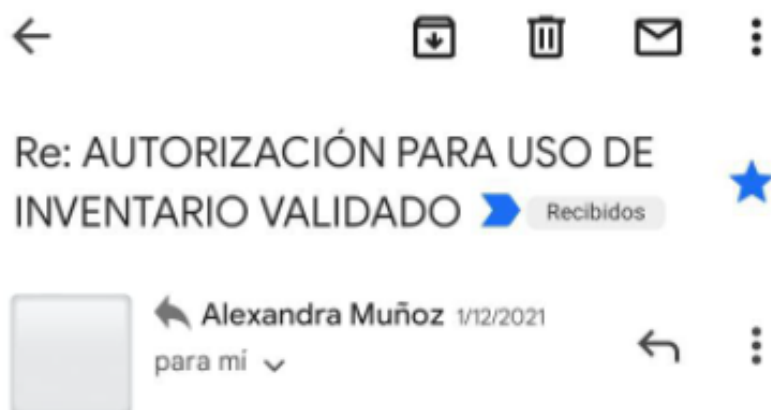 Re: AUTORIZACIÓN PARA USO DE
INVENTARIO VALIDADO Recibidos
Alexandra Muñoz 1/12/2021
para mí